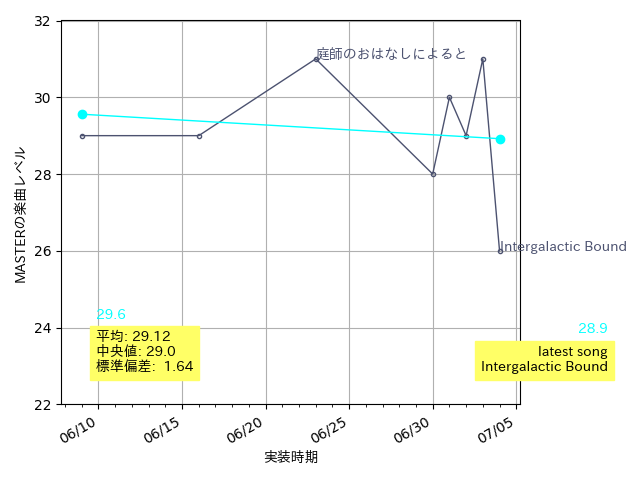 32
30
28
26
24
22
MASTERの楽曲レベル
庭師のおはなしによると
Intergalactic Bound
29.6
平均: 29.12
中央値: 29.0
標準偏差: 1.64
28.9
latest song
Intergalactic Bound
06/10
06/15
06/20
06/25
06/30
07/05
実装時期